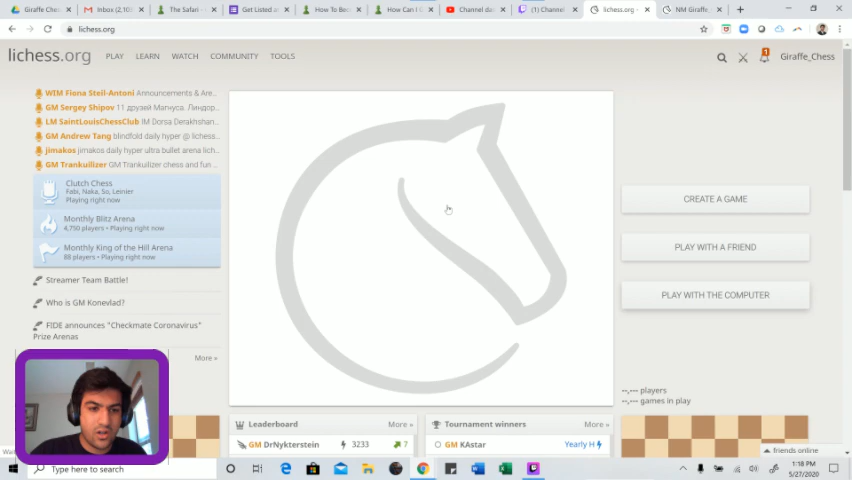 Giraffe Che
Inbox (2,10
The Safari
Get Listed a
How To Be
How Can I
Channel da
(1) Channel
lichess.org
NM Giraffe
lichess.org
lichess.org
PLAY
LEARN
WATCH
COMMUNITY
TOOLS
1
Giraffe_Chess
WIM Fiona Steil-Antoni Announcements & Are...
GM Sergey Shipov 11 друзей Магнуса. Линдор...
LM SaintLouisChessClub IM Dorsa Derakhshan...
GM Andrew Tang blindfold daily hyper @ lichess...
jimakos jimakos daily hyper ultra bullet arena lich...
GM Trankuilizer GM Trankuilizer chess and fun ...
Clutch Chess
Fabi, Naka, So, Leinier
Playing right now
Monthly Blitz Arena
4,750 players • Playing right now
Monthly King of the Hill Arena
88 players • Playing right now
Streamer Team Battle!
Who is GM Konevlad?
FIDE announces "Checkmate Coronavirus"
Prize Arenas
More »
CREATE A GAME
PLAY WITH A FRIEND
PLAY WITH THE COMPUTER
--,--- players
--,--- games in play
Leaderboard
More »
GM DrNykterstein
3233
7
Tournament winners
More »
GM KAstar
Yearly H
friends online
Type here to search
1:18 PM
5/27/2020